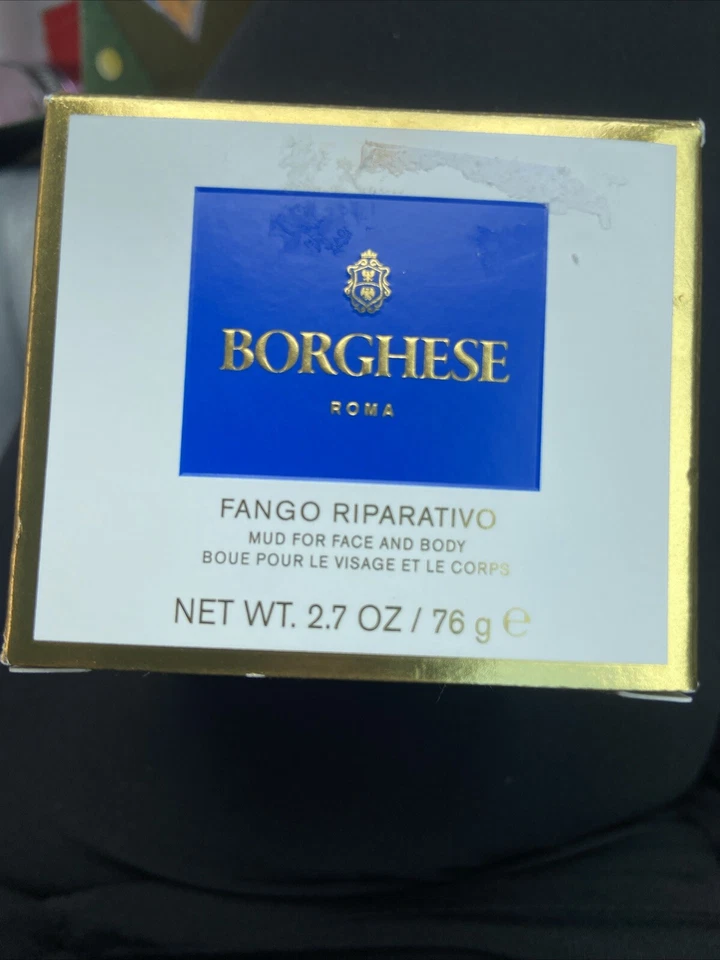 BORGHESE
ROMA
FANGO RIPARATIVO
MUD FOR FACE AND BODY
BOUE POUR LE VISAGE ET LE CORPS
NET WT. 2.7 OZ / 76 g ℮